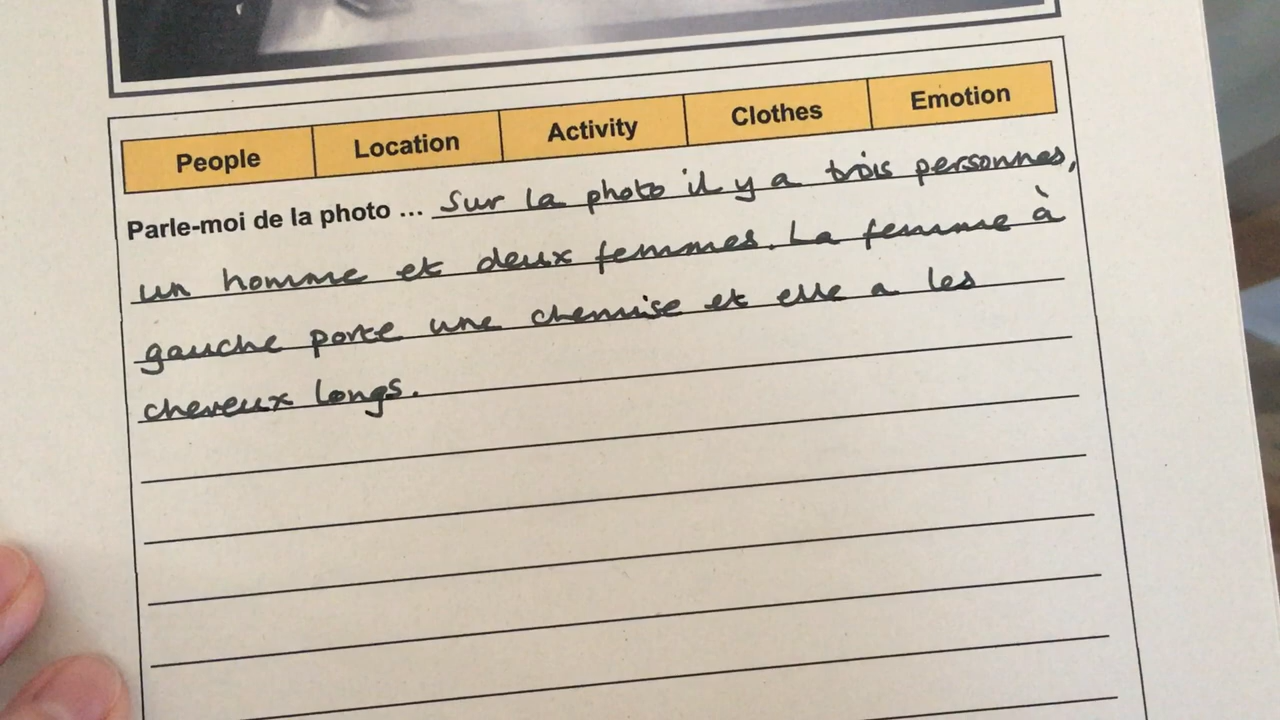 People Location Activity Clothes Emotion
Parle-moi de la photo ... Sur la photo il y a trois personnes,
un homme et deux femmes. La femme à
gauche porte une chemise et elle a les
cheveux longs.